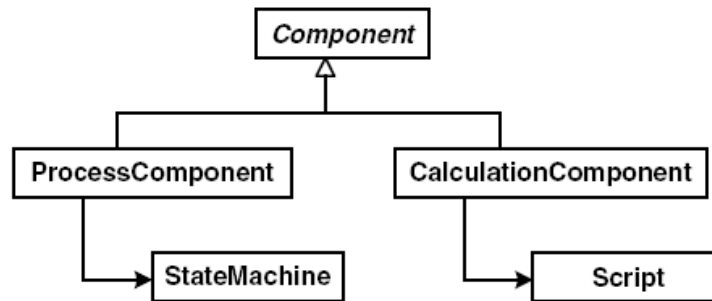 Component
ProcessComponent
CalculationComponent
StateMachine
Script